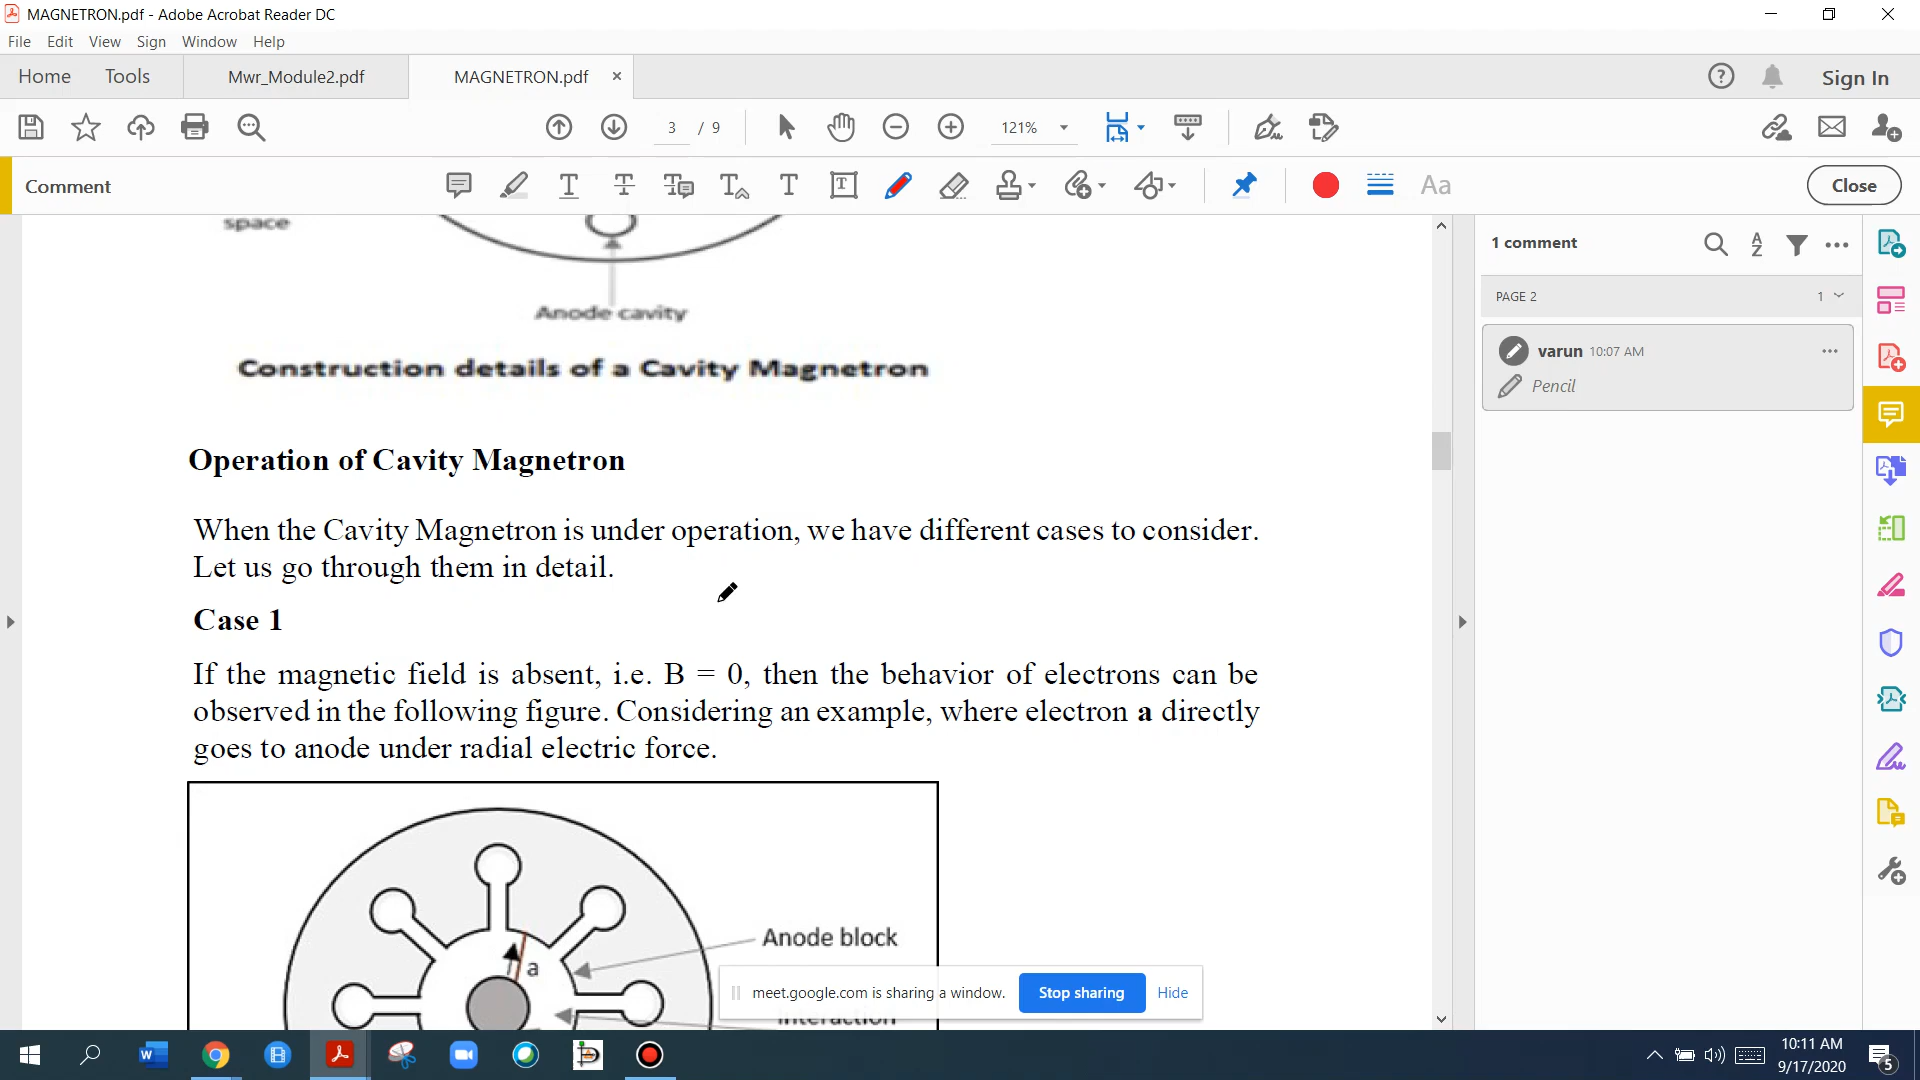 MAGNETRON.pdf - Adobe Acrobat Reader DC
File Edit View Sign Window Help
Home Tools Mwr_Module2.pdf MAGNETRON.pdf × Sign In
3 / 9 121%
Comment Close
space
Anode cavity
Construction details of a Cavity Magnetron
Operation of Cavity Magnetron
When the Cavity Magnetron is under operation, we have different cases to consider.
Let us go through them in detail.
Case 1
If the magnetic field is absent, i.e. B = 0, then the behavior of electrons can be
observed in the following figure. Considering an example, where electron a directly
goes to anode under radial electric force.
Anode block
a
interaction
1 comment
PAGE 2 1
varun 10:07 AM
Pencil
meet.google.com is sharing a window. Stop sharing Hide
10:11 AM
9/17/2020
5